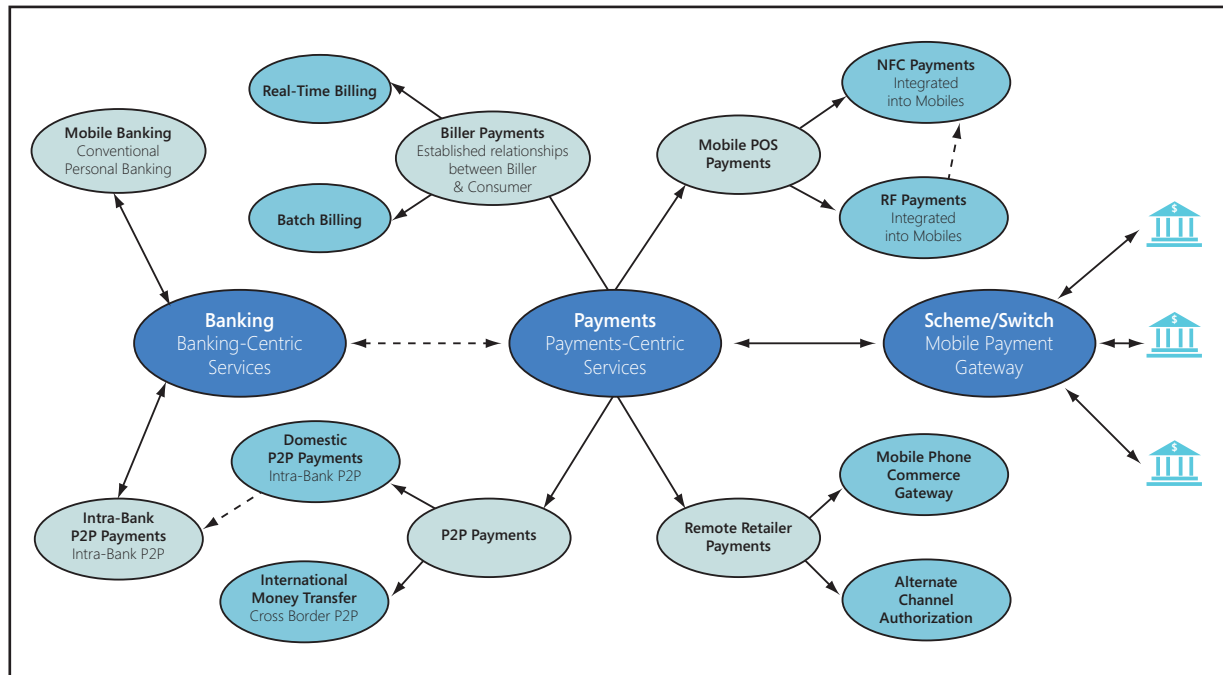 Real-Time Billing
NFC Payments
Integrated
into Mobiles
Mobile Banking
Conventional
Personal Banking
Biller Payments
Established relationships
between Biller
& Consumer
Mobile POS
Payments
Batch Billing
RF Payments
Integrated
into Mobiles
$
Banking
Banking-Centric
Services
Payments
Payments-Centric
Services
Scheme/Switch
Mobile Payment
Gateway
$
Domestic
P2P Payments
Intra-Bank P2P
Mobile Phone
Commerce
Gateway
$
Intra-Bank
P2P Payments
Intra-Bank P2P
P2P Payments
Remote Retailer
Payments
International
Money Transfer
Cross Border P2P
Alternate
Channel
Authorization